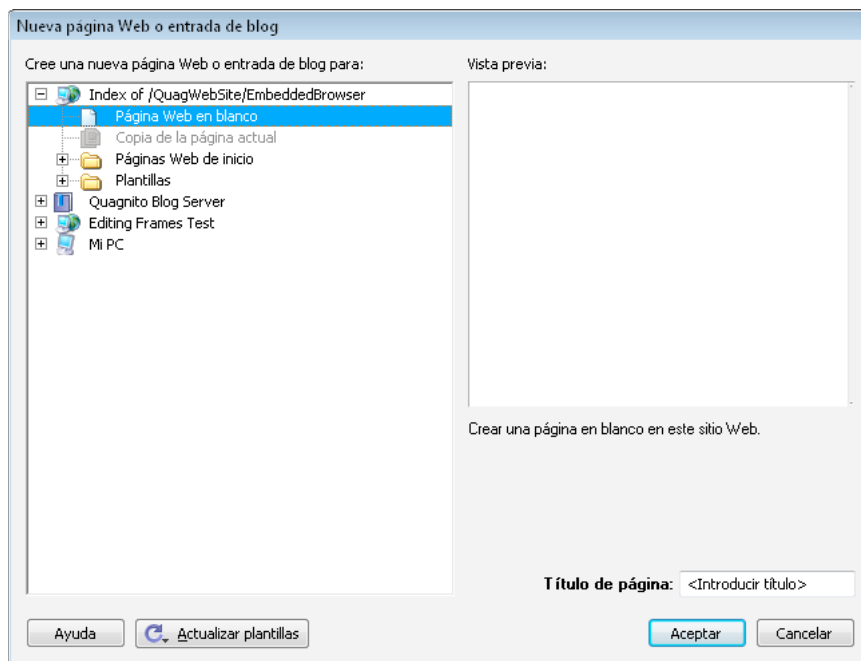 Nueva página Web o entrada de blog
Cree una nueva página Web o entrada de blog para:
Index of /QuagWebSite/EmbeddedBrowser
Página Web en blanco
Copia de la página actual
Páginas Web de inicio
Plantillas
Quagnito Blog Server
Editing Frames Test
Mi PC
Vista previa:
Crear una página en blanco en este sitio Web.
Título de página: <Introducir título>
Ayuda
Actualizar plantillas
Aceptar
Cancelar